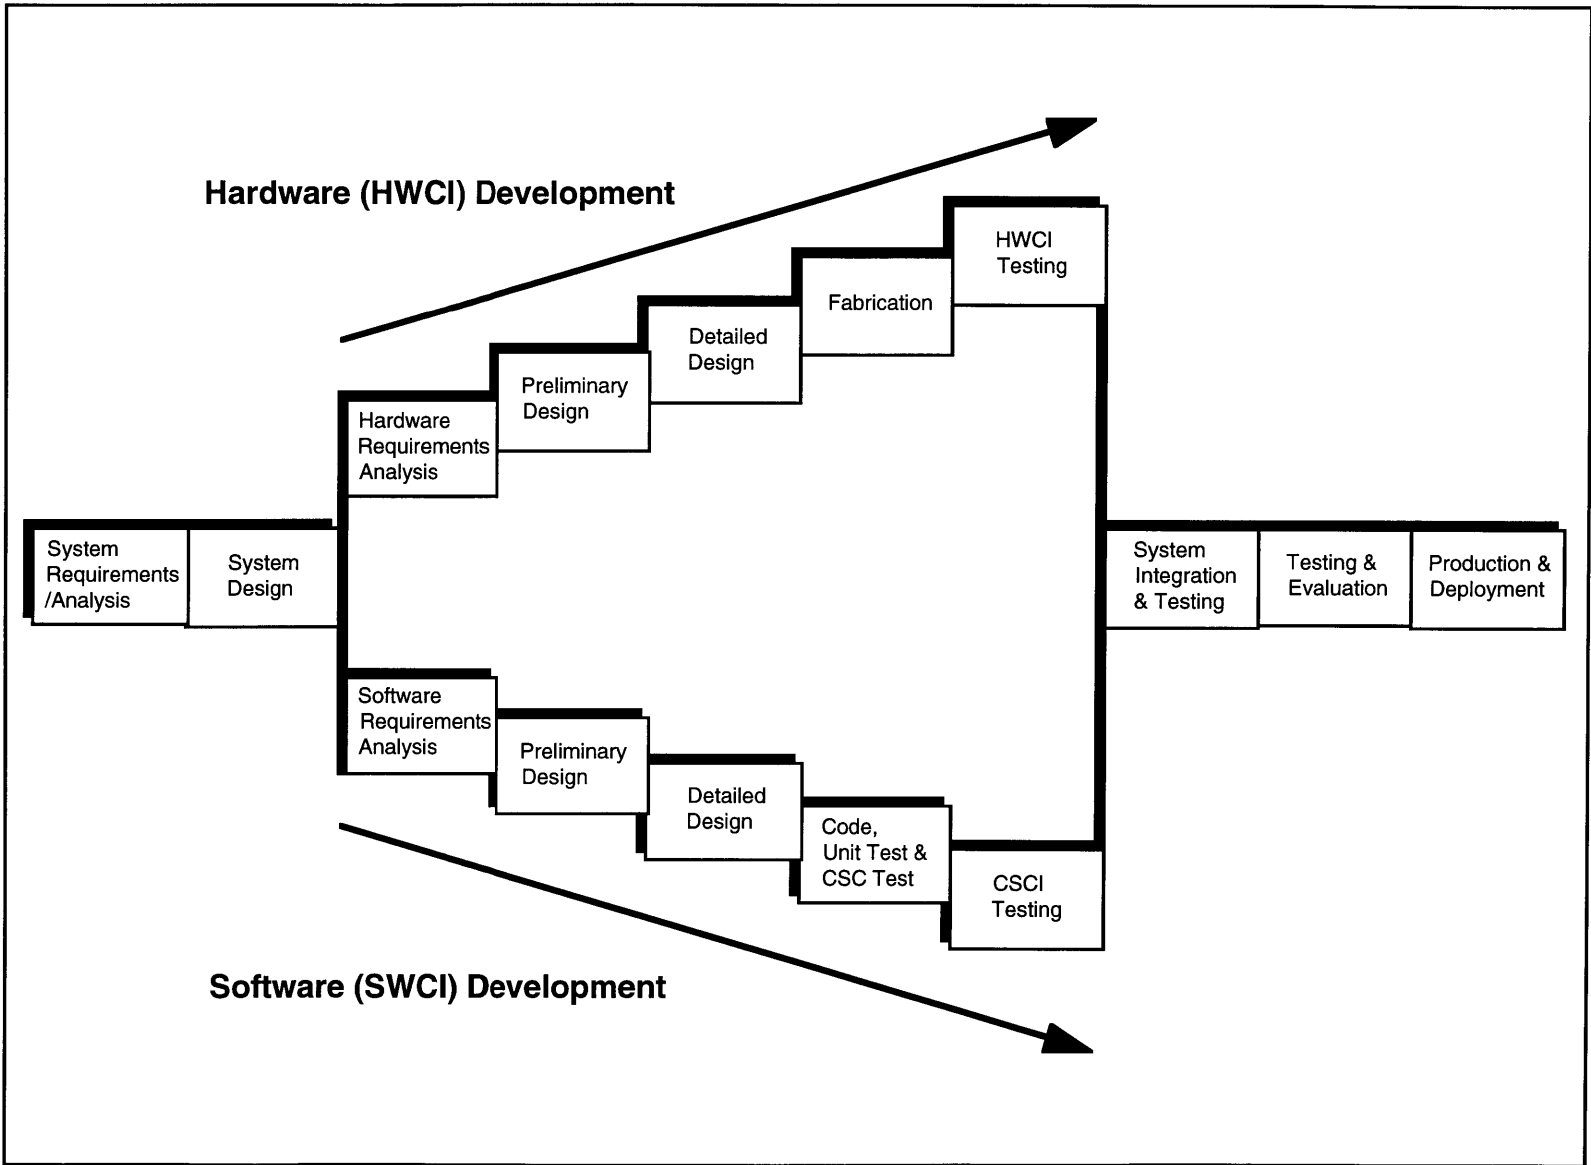 Hardware (HWCI) Development
HWCI
Testing
Fabrication
Detailed
Design
Preliminary
Design
Hardware
Requirements
Analysis
System
Requirements
/Analysis
System
Design
System
Integration
& Testing
Testing &
Evaluation
Production &
Deployment
Software
Requirements
Analysis
Preliminary
Design
Detailed
Design
Code,
Unit Test &
CSC Test
CSCI
Testing
Software (SWCI) Development